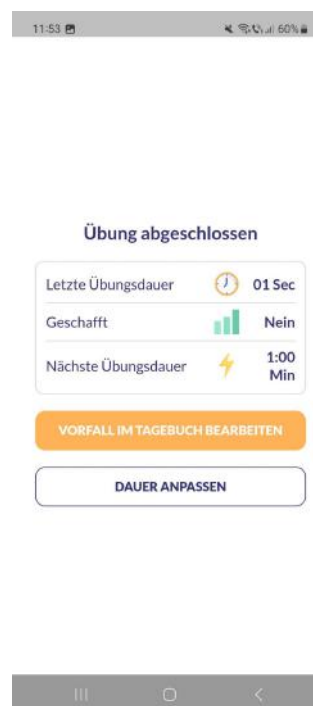 11:53 60%
Übung abgeschlossen
Letzte Übungsdauer 01 Sec
Geschafft Nein
Nächste Übungsdauer 1:00
Min
VORFALL IM TAGEBUCH BEARBEITEN
DAUER ANPASSEN